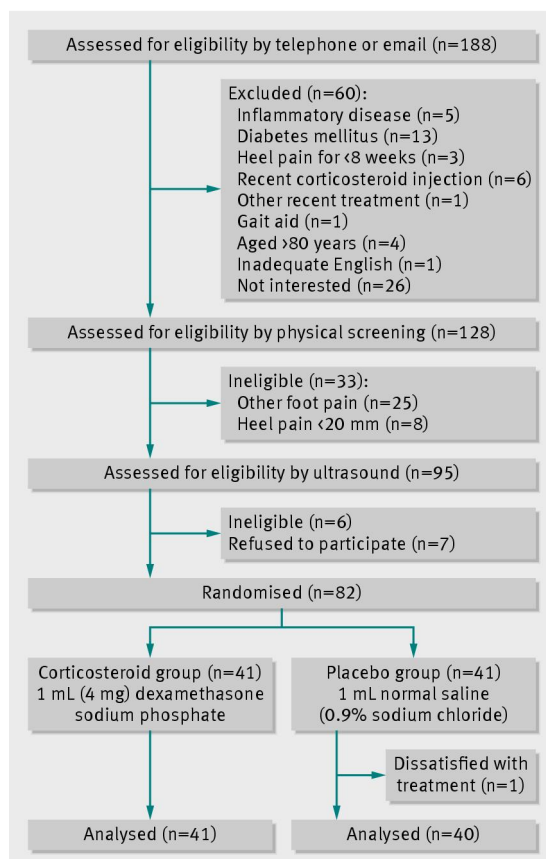 Assessed for eligibility by telephone or email (n=188)
Excluded (n=60):
Inflammatory disease (n=5)
Diabetes mellitus (n=13)
Heel pain for <8 weeks (n=3)
Recent corticosteroid injection (n=6)
Other recent treatment (n=1)
Gait aid (n=1)
Aged >80 years (n=4)
Inadequate English (n=1)
Not interested (n=26)
Assessed for eligibility by physical screening (n=128)
Ineligible (n=33):
Other foot pain (n=25)
Heel pain <20 mm (n=8)
Assessed for eligibility by ultrasound (n=95)
Ineligible (n=6)
Refused to participate (n=7)
Randomised (n=82)
Corticosteroid group (n=41)
1 mL (4 mg) dexamethasone
sodium phosphate
Placebo group (n=41)
1 mL normal saline
(0.9% sodium chloride)
Dissatisfied with
treatment (n=1)
Analysed (n=41)
Analysed (n=40)